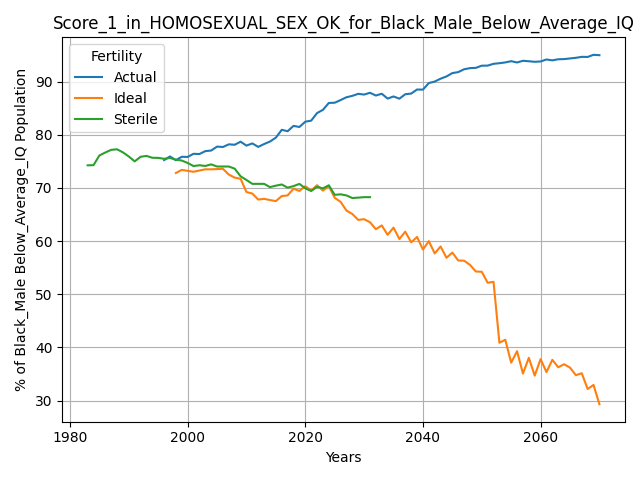 Score_1_in_HOMOSEXUAL_SEX_OK_for_Black_Male_Below_Average_IQ
Fertility
Actual
Ideal
Sterile
% of Black_Male Below_Average_IQ Population
90
80
70
60
50
40
30
1980
2000
2020
2040
2060
Years